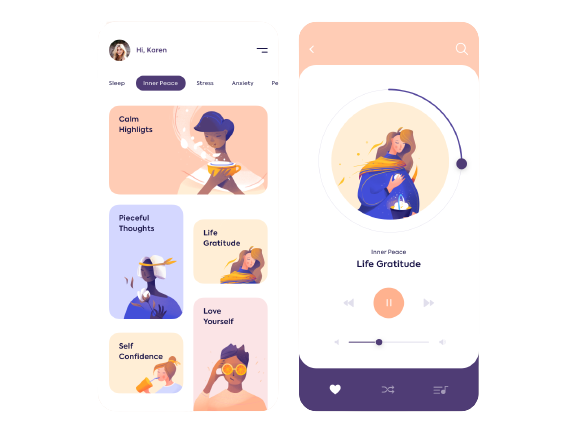 Hi, Karen
Sleep
Inner Peace
Stress
Anxiety
Pe
Calm
Highligts
Pieceful
Thoughts
Life
Gratitude
Love
Yourself
Self
Confidence
Inner Peace
Life Gratitude